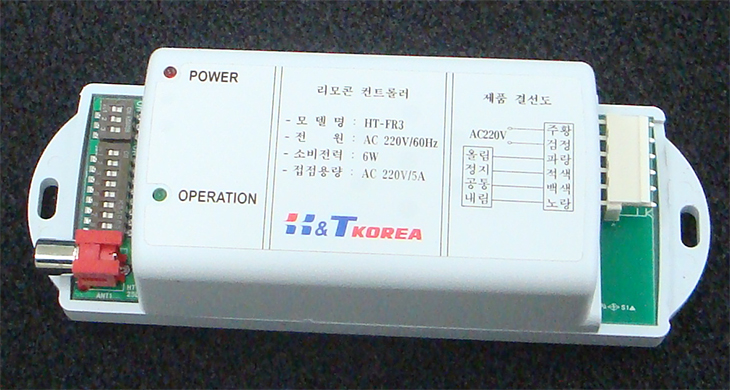 POWER
OPERATION
리모콘 컨트롤러
- 모 델 명 : HT-FR3
- 전 원 : AC 220V/60Hz
- 소비전력 : 6W
- 접점용량 : AC 220V/5A
H&T KOREA
제품 결선도
AC220V
주황
검정
올림 파랑
정지 적색
공통 백색
내림 노랑
ANT1
HT